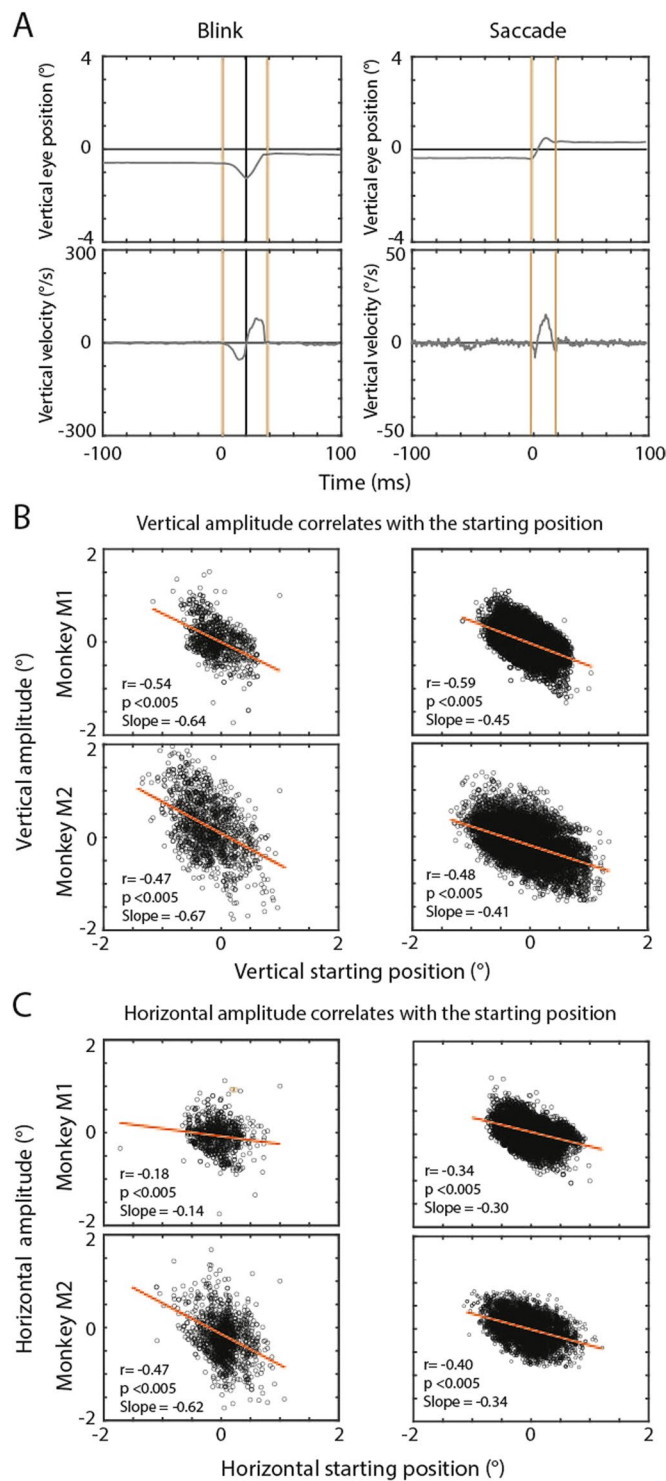 A
Blink
Saccade
Vertical eye position (°)
4
0
-4
Vertical eye position (°)
4
0
-4
Vertical velocity (°/s)
300
0
-300
-100 0 100
Vertical velocity (°/s)
50
0
-50
-100 0 100
Time (ms)
B
Vertical amplitude correlates with the starting position
Vertical amplitude (°)
Monkey M1
2
0
-2
r= -0.54
p <0.005
Slope = -0.64
r= -0.59
p <0.005
Slope = -0.45
Monkey M2
2
0
-2
r= -0.47
p <0.005
Slope = -0.67
r= -0.48
p <0.005
Slope = -0.41
-2 0 2
-2 0 2
Vertical starting position (°)
C
Horizontal amplitude correlates with the starting position
Horizontal amplitude (°)
Monkey M1
2
0
-2
r= -0.18
p <0.005
Slope = -0.14
r= -0.34
p <0.005
Slope = -0.30
Monkey M2
2
0
-2
r= -0.47
p <0.005
Slope = -0.62
r= -0.40
p <0.005
Slope = -0.34
-2 0 2
-2 0 2
Horizontal starting position (°)